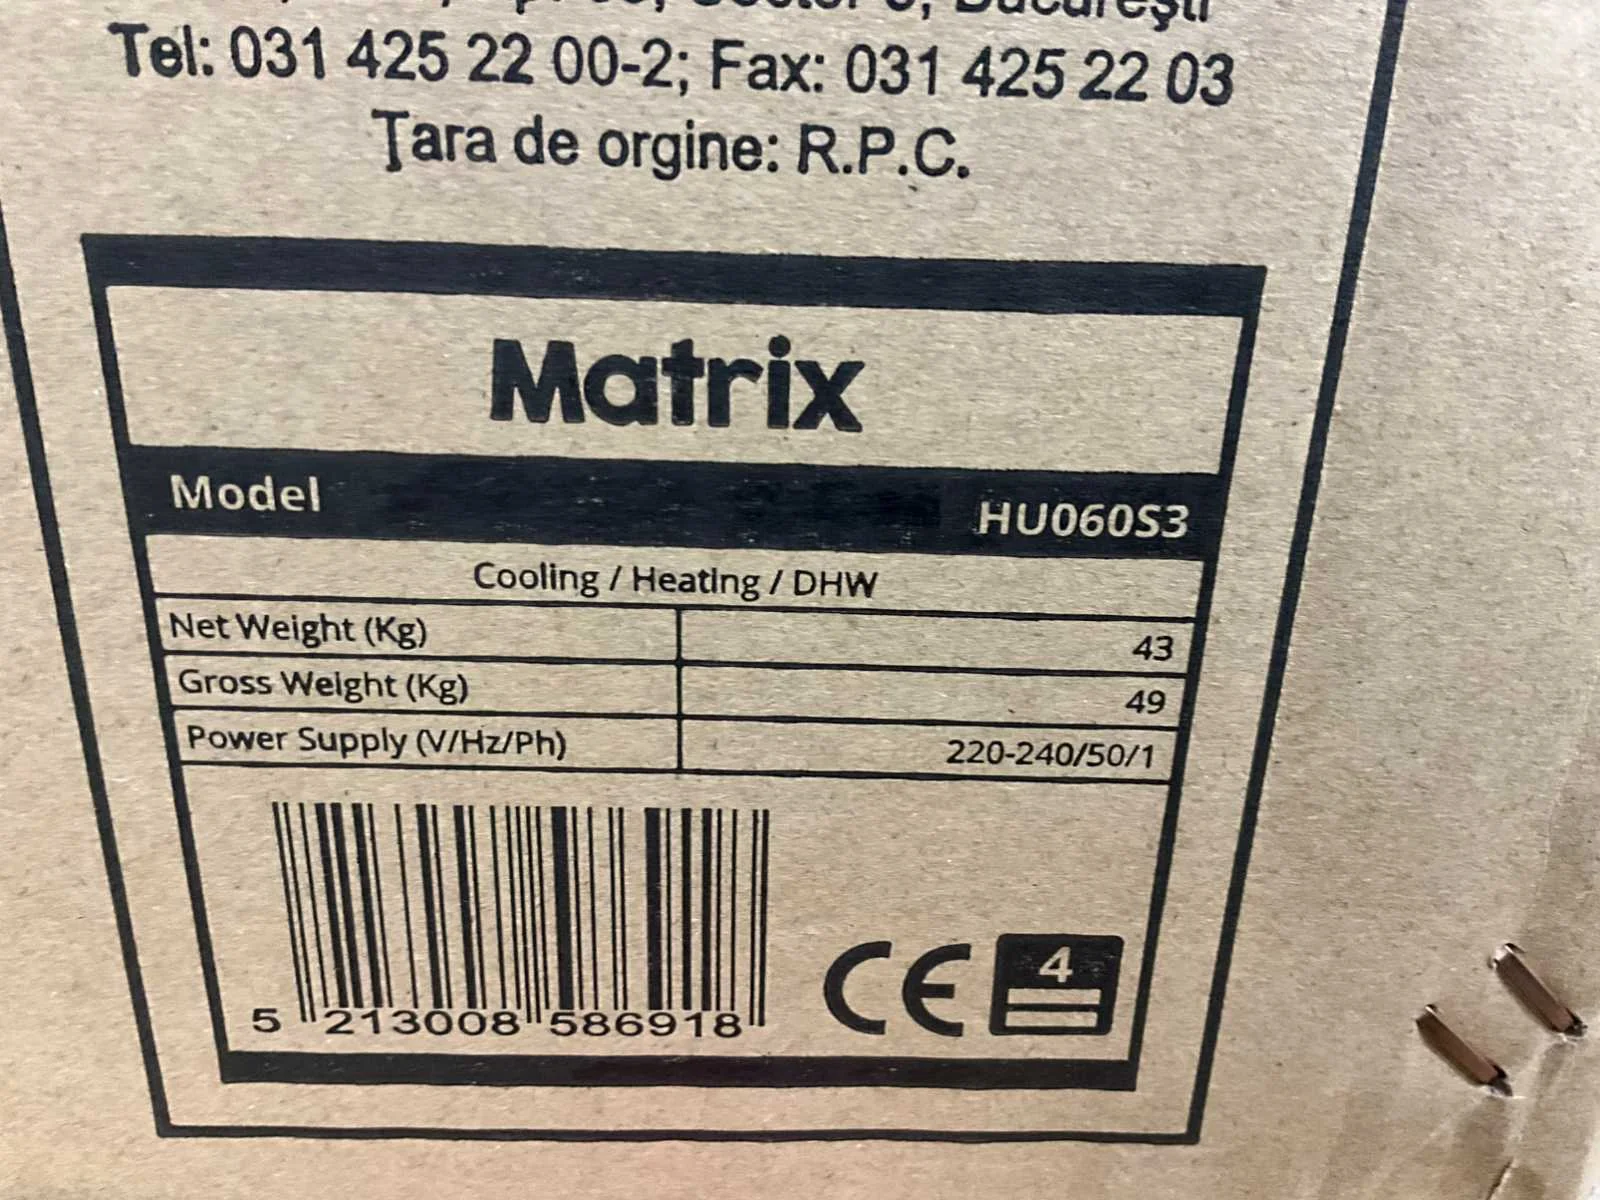 București
Tel: 031 425 22 00-2; Fax: 031 425 22 03
Țara de orgine: R.P.C.
Matrix
Model HU060S3
Cooling / Heating / DHW
Net Weight (Kg) 43
Gross Weight (Kg) 49
Power Supply (V/Hz/Ph) 220-240/50/1
5 213008 586918
CE 4